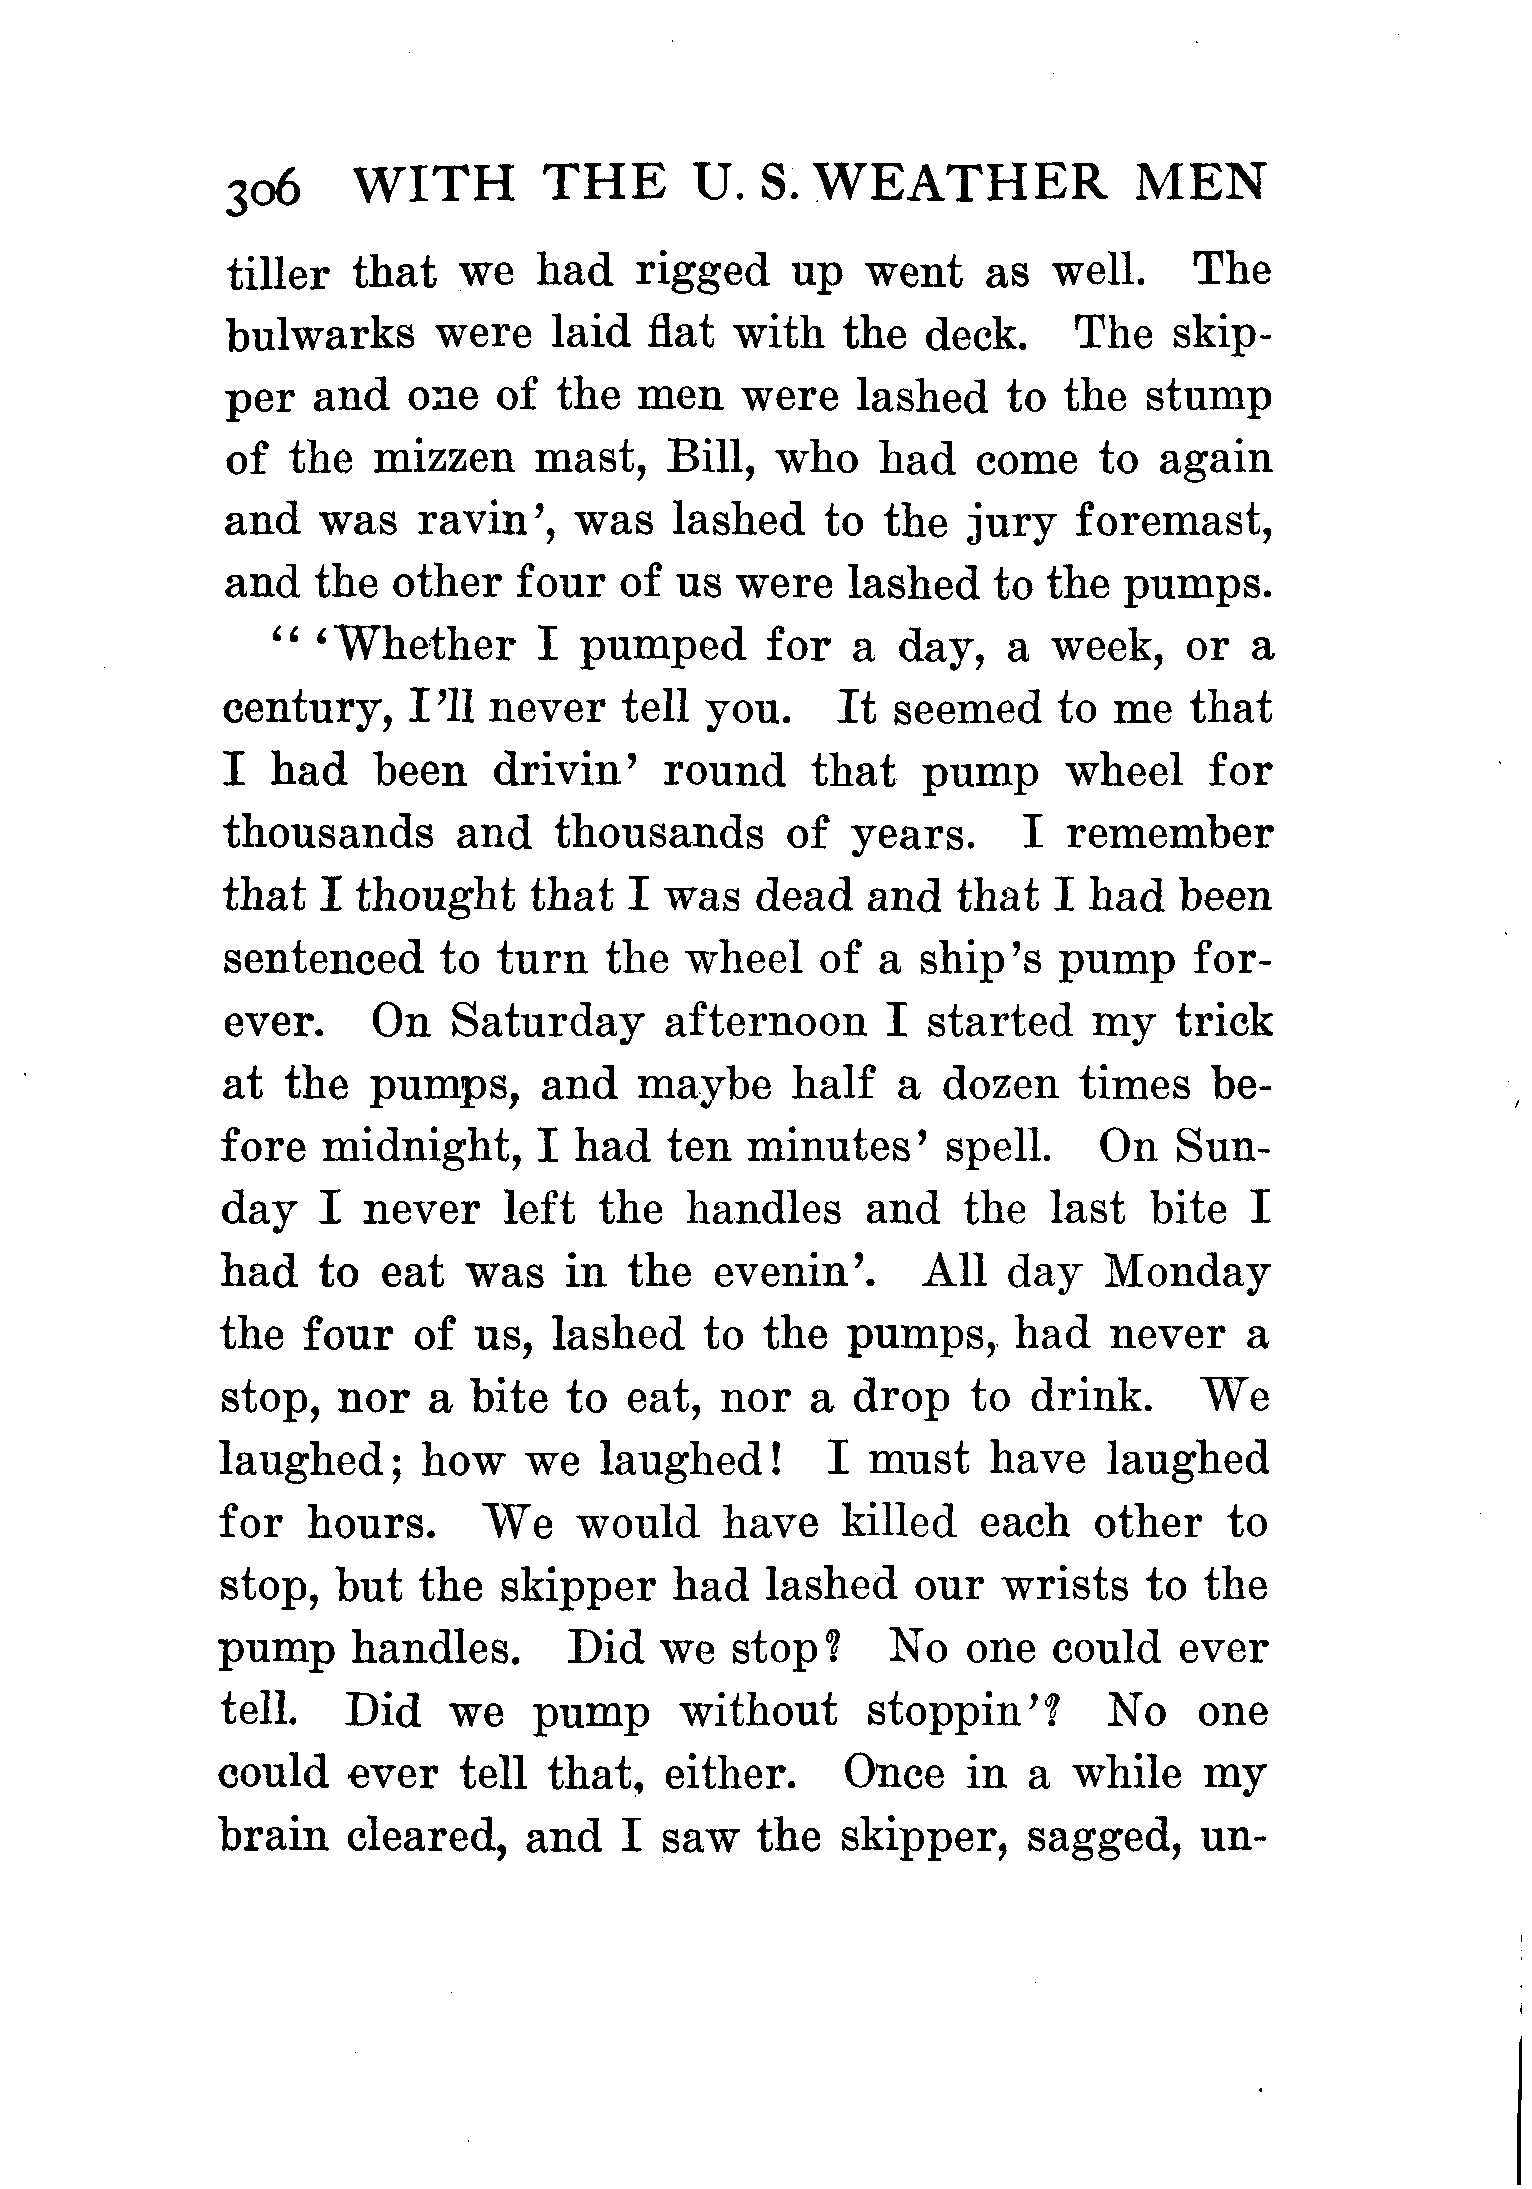 306 WITH THE U. S. WEATHER MEN
tiller that we had rigged up went as well. The
bulwarks were laid flat with the deck. The skip-
per and one of the men were lashed to the stump
of the mizzen mast, Bill, who had come to again
and was ravin', was lashed to the jury foremast,
and the other four of us were lashed to the pumps.
“ ‘Whether I pumped for a day, a week, or a
century, I'll never tell you. It seemed to me that
I had been drivin' round that pump wheel for
thousands and thousands of years. I remember
that I thought that I was dead and that I had been
sentenced to turn the wheel of a ship's pump for-
ever. On Saturday afternoon I started my trick
at the pumps, and maybe half a dozen times be-
fore midnight, I had ten minutes' spell. On Sun-
day I never left the handles and the last bite I
had to eat was in the evenin'. All day Monday
the four of us, lashed to the pumps, had never a
stop, nor a bite to eat, nor a drop to drink. We
laughed; how we laughed! I must have laughed
for hours. We would have killed each other to
stop, but the skipper had lashed our wrists to the
pump handles. Did we stop? No one could ever
tell. Did we pump without stoppin'? No one
could ever tell that, either. Once in a while my
brain cleared, and I saw the skipper, sagged, un-